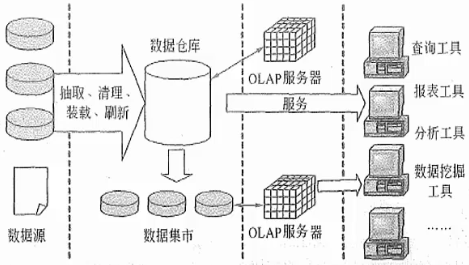 数据仓库
OLAP服务器
查询工具
抽取、清理、
装载、刷新
服务
报表工具
分析工具
数据挖掘
工具
数据源
数据集市
OLAP服务器
……